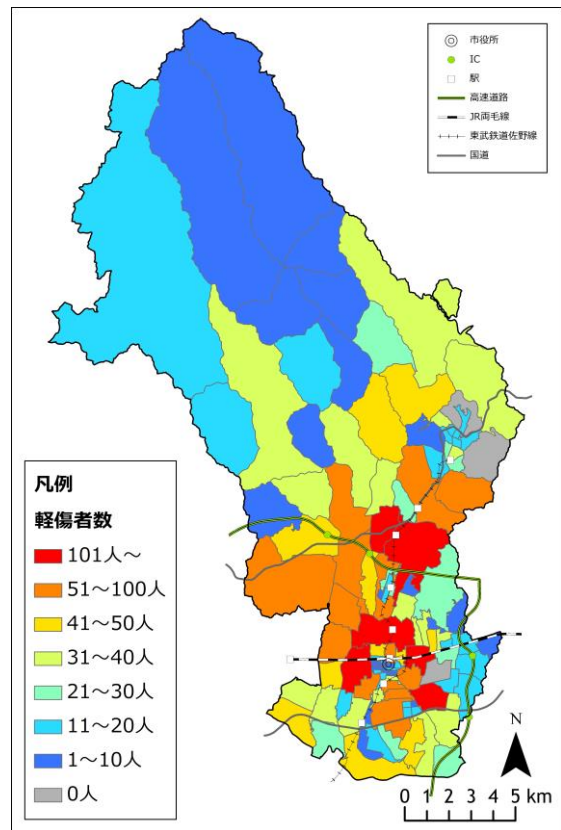 市役所
IC
駅
高速道路
JR両毛線
東武鉄道佐野線
国道
凡例
軽傷者数
101人～
51～100人
41～50人
31～40人
21～30人
11～20人
1～10人
0人
N
0 1 2 3 4 5 km